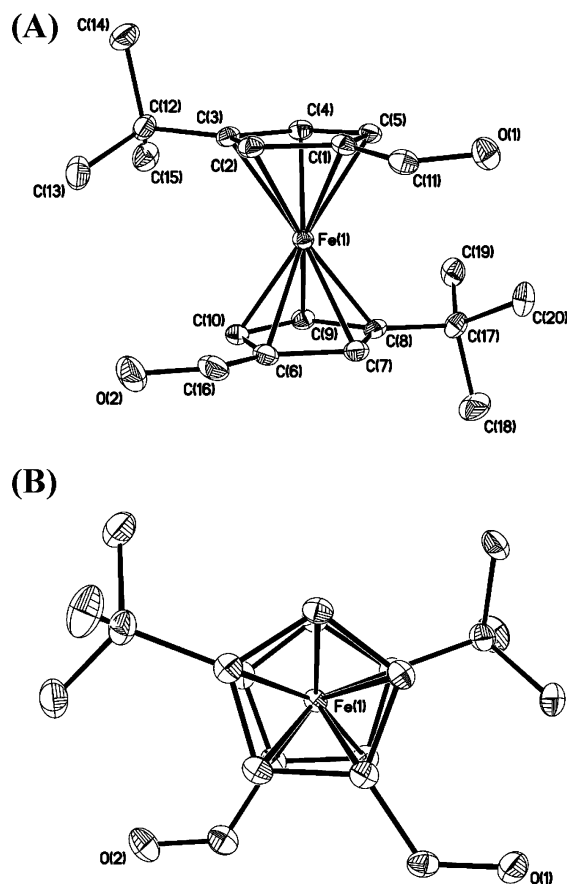 (A)
C(14)
C(12) C(3) C(4) C(5) O(1)
C(13) C(15) C(2) C(1) C(11)
Fe(1)
C(19)
C(10) C(9) C(8) C(17) C(20)
O(2) C(16) C(6) C(7)
C(18)
(B)
Fe(1)
O(2) O(1)